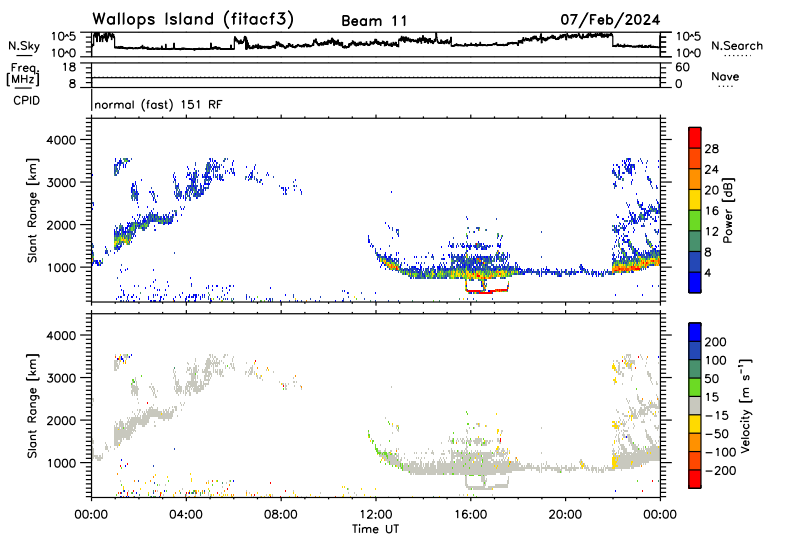 Wallops Island (fitacf3) Beam 11 07/Feb/2024
10^5 10^5
N.Sky N.Search
10^0 10^0
Freq. 18 60
[MHz] Nave
8 0
CPID normal (fast) 151 RF
4000
3000
2000
1000
Slant Range [km]
28
24
20
16
12
8
4
Power [dB]
4000
3000
2000
1000
Slant Range [km]
200
100
50
15
-15
-50
-100
-200
Velocity [m s⁻¹]
00:00 04:00 08:00 12:00 16:00 20:00 00:00
Time UT